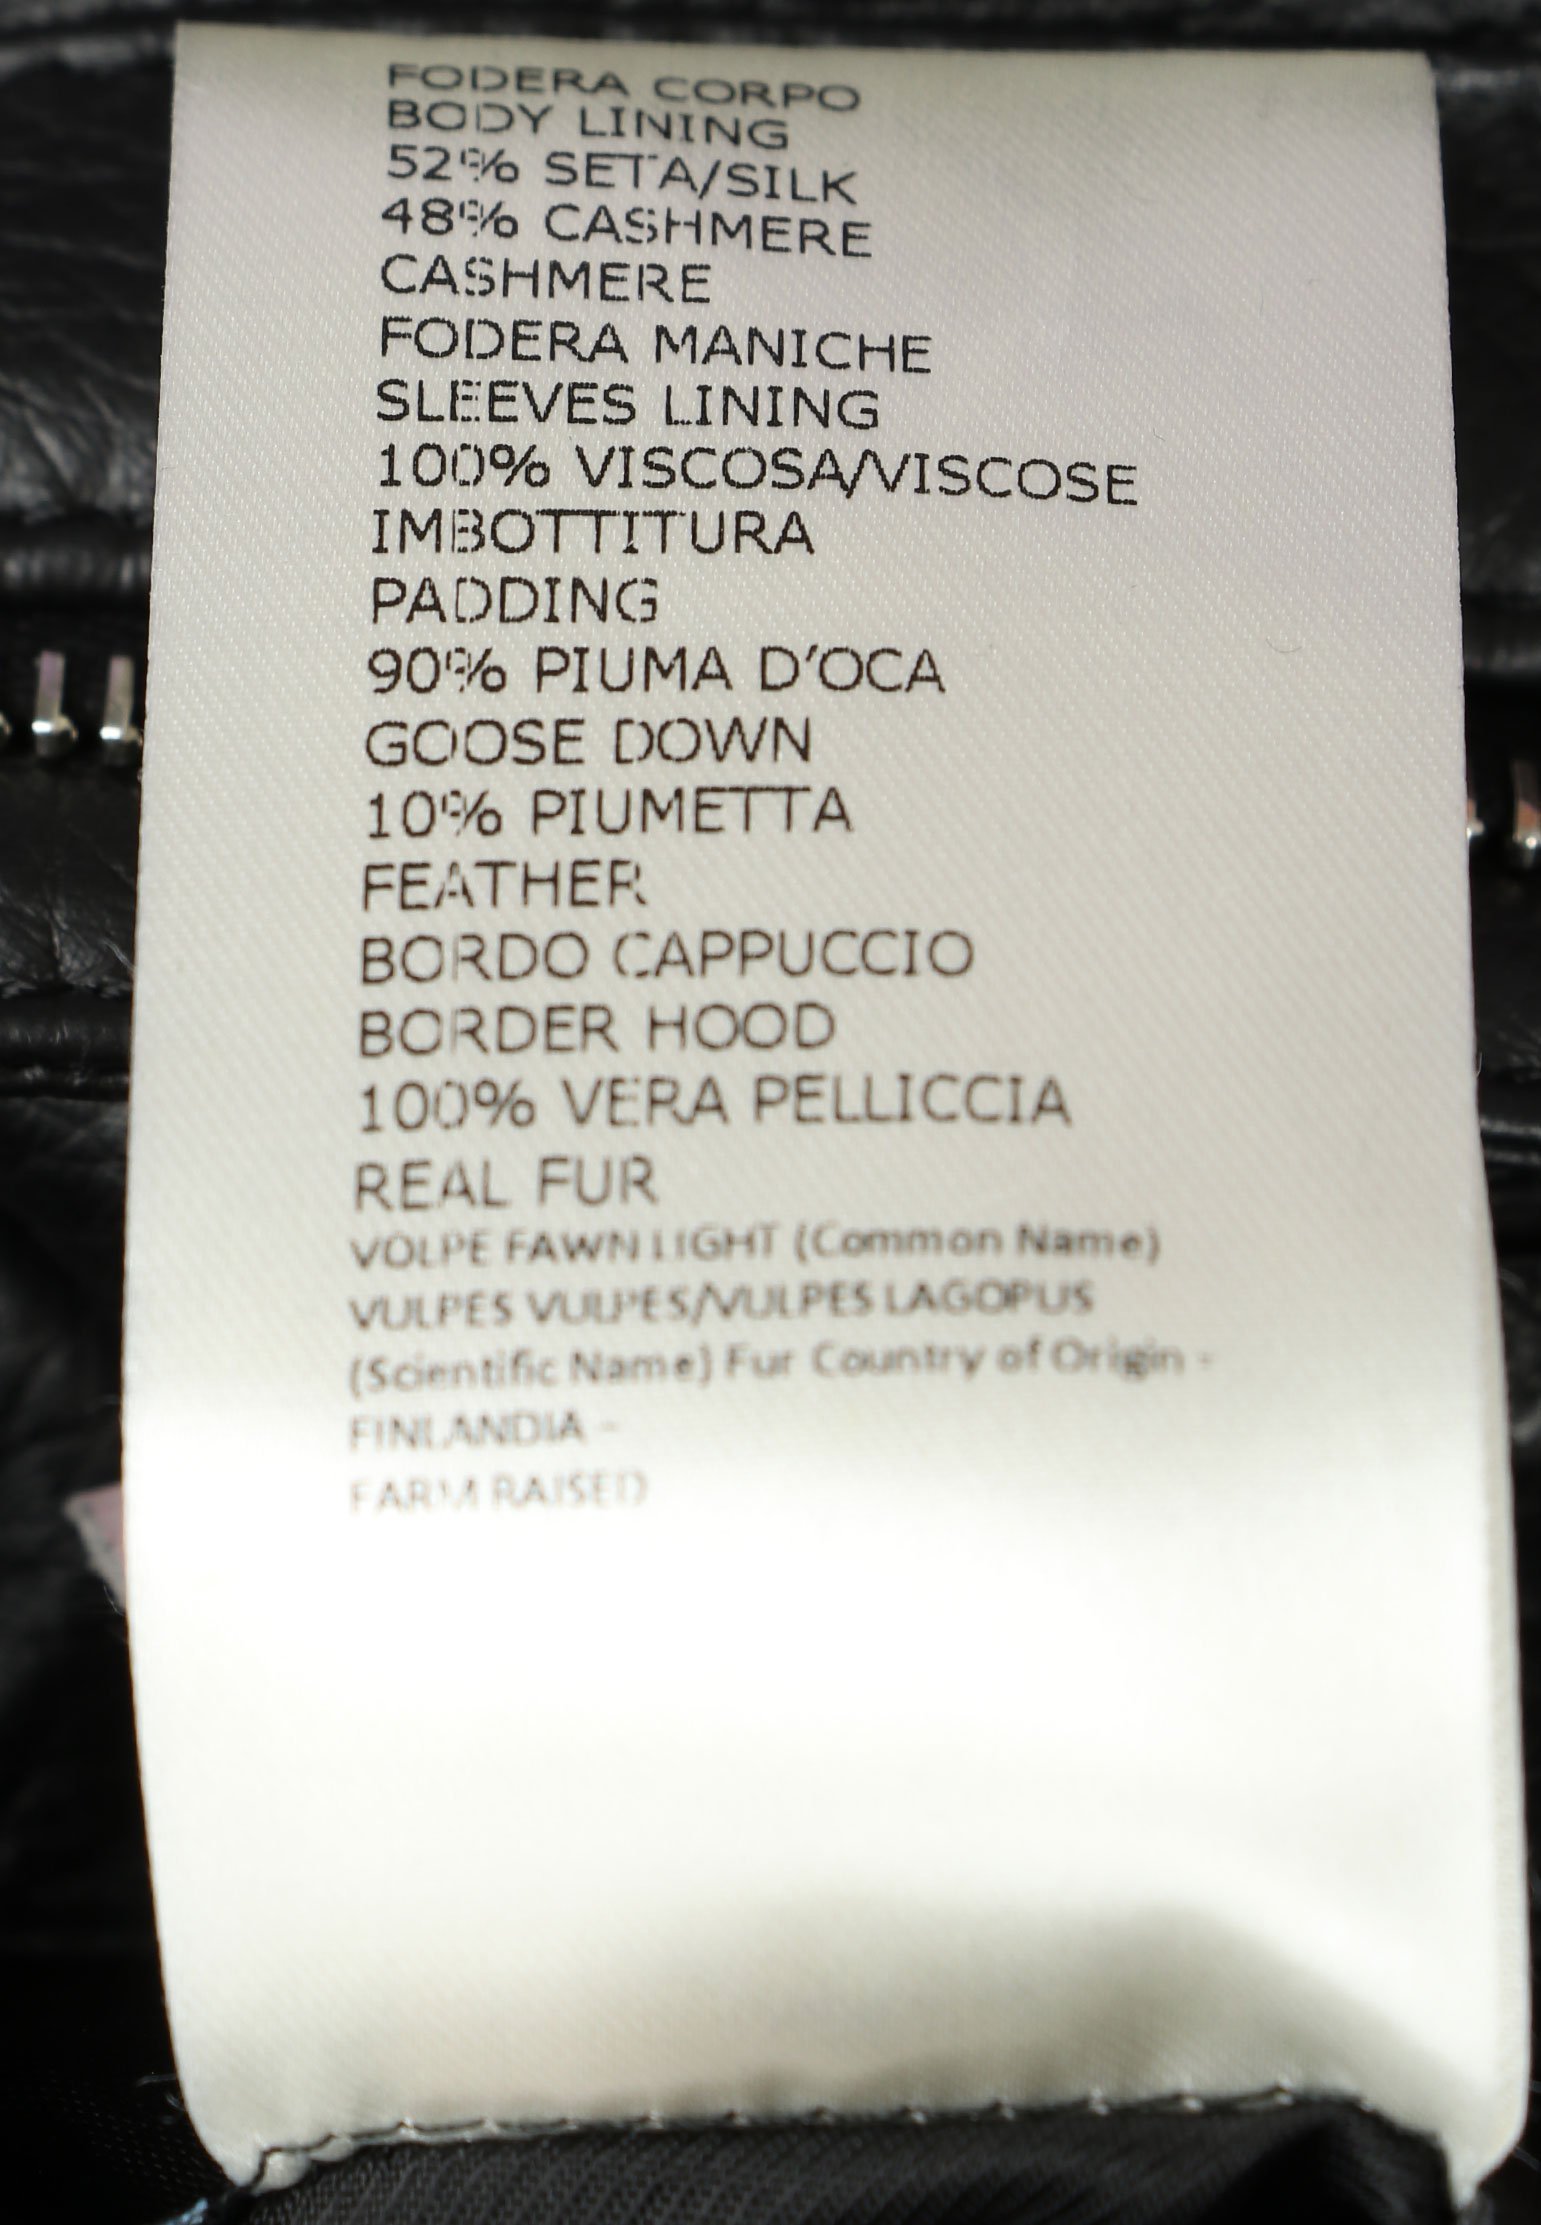 FODERA CORPO
BODY LINING
52% SETA/SILK
48% CASHMERE
CASHMERE
FODERA MANICHE
SLEEVES LINING
100% VISCOSA/VISCOSE
IMBOTTITURA
PADDING
90% PIUMA D'OCA
GOOSE DOWN
10% PIUMETTA
FEATHER
BORDO CAPPUCCIO
BORDER HOOD
100% VERA PELLICCIA
REAL FUR
VOLPE FAWN LIGHT (Common Name)
VULPES VULPES/VULPES LAGOPUS
(Scientific Name) Fur Country of Origin -
FINLANDIA -
FARM RAISED